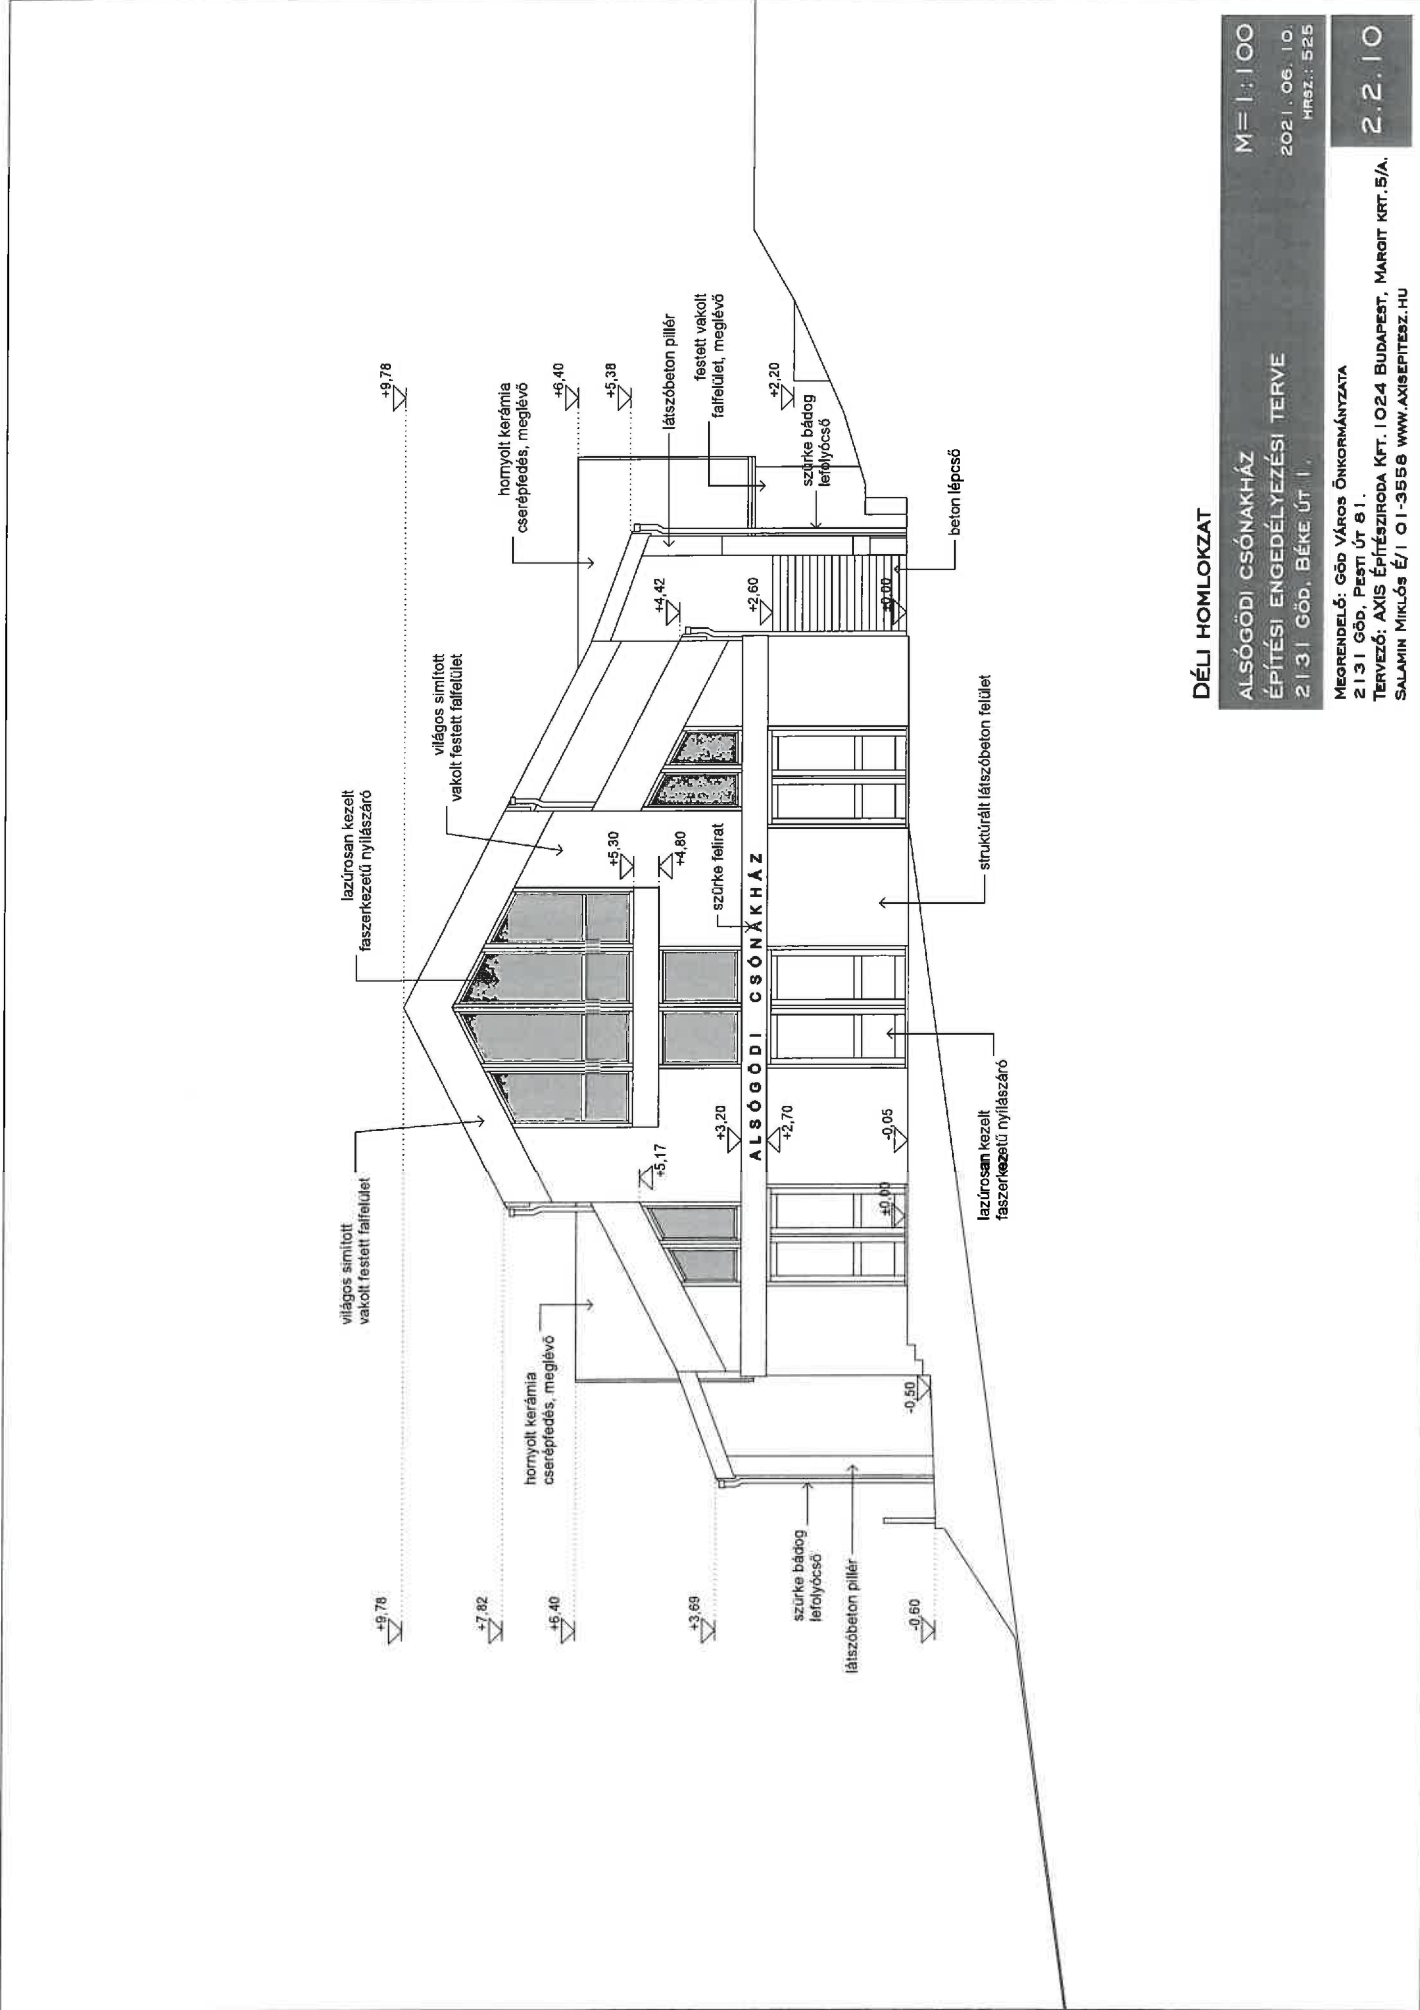 +9,78
+7,82
+6,40
+3,69
-0,60
világos simított
vakolt festett falfelület
lazúrosan kezelt
faszerkezetű nyílászáró
világos simított
vakolt festett falfelület
hornyolt kerámia
cserépfedés, meglévő
hornyolt kerámia
cserépfedés, meglévő
+9,78
+6,40
+5,38
+2,20
látszóbeton pillér
festett vakolt
falfelület, meglévő
szürke bádog
lefolyócső
beton lépcső
+4,42
+2,60
±0,00
+5,30
+4,80
szürke felirat
ALSÓGÖDI CSÓNAKHÁZ
+5,17
+3,20
+2,70
-0,05
±0,00
-0,50
szürke bádog
lefolyócső
látszóbeton pillér
lazúrosan kezelt
faszerkezetű nyílászáró
struktúrált látszóbeton felület
DÉLI HOMLOKZAT
ALSÓGÖDI CSÓNAKHÁZ M=1:100
ÉPÍTÉSI ENGEDÉLYEZÉSI TERVE 2021.06.10.
2131 GÖD, BÉKE ÚT 1. HRSZ.: 525
MEGRENDELŐ: GÖD VÁROS ÖNKORMÁNYZATA
2131 GÖD, PESTI ÚT 81.
TERVEZŐ: AXIS ÉPÍTÉSZIRODA KFT. 1024 BUDAPEST, MARGIT KRT.5/A.
SALAMIN MIKLÓS É/1 01-3558 WWW.AXISEPITESZ.HU
2.2.10